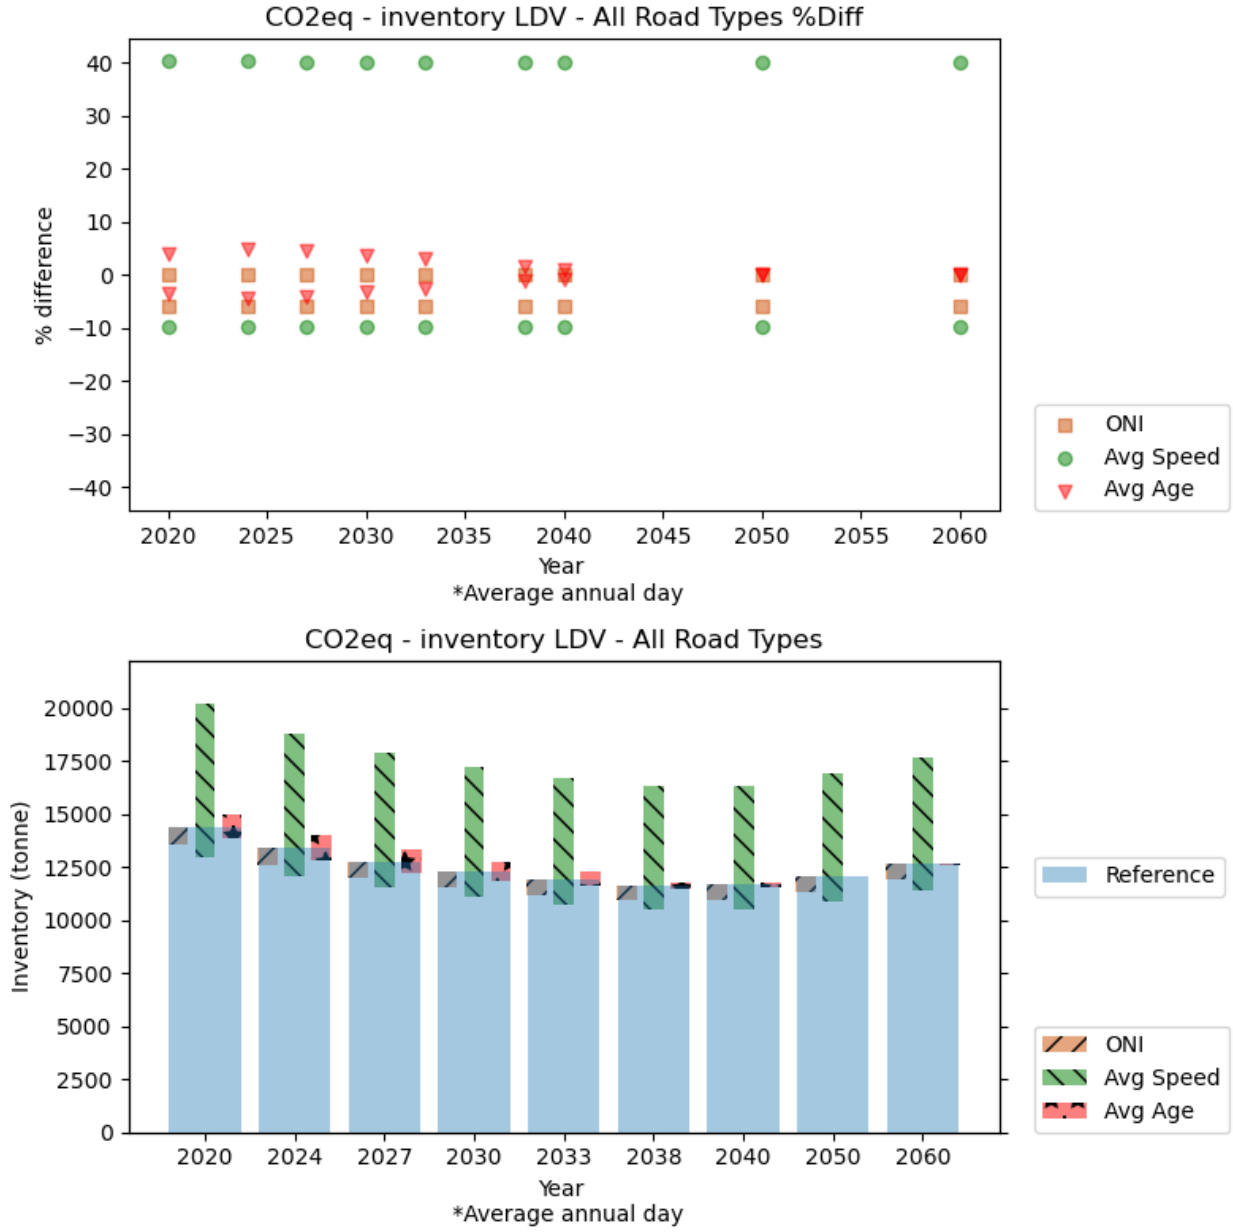 CO2eq - inventory LDV - All Road Types %Diff
40
30
20
10
0
−10
−20
−30
−40
% difference
2020 2025 2030 2035 2040 2045 2050 2055 2060
Year
*Average annual day
ONI
Avg Speed
Avg Age
CO2eq - inventory LDV - All Road Types
20000
17500
15000
12500
10000
7500
5000
2500
0
Inventory (tonne)
2020 2024 2027 2030 2033 2038 2040 2050 2060
Year
*Average annual day
Reference
ONI
Avg Speed
Avg Age